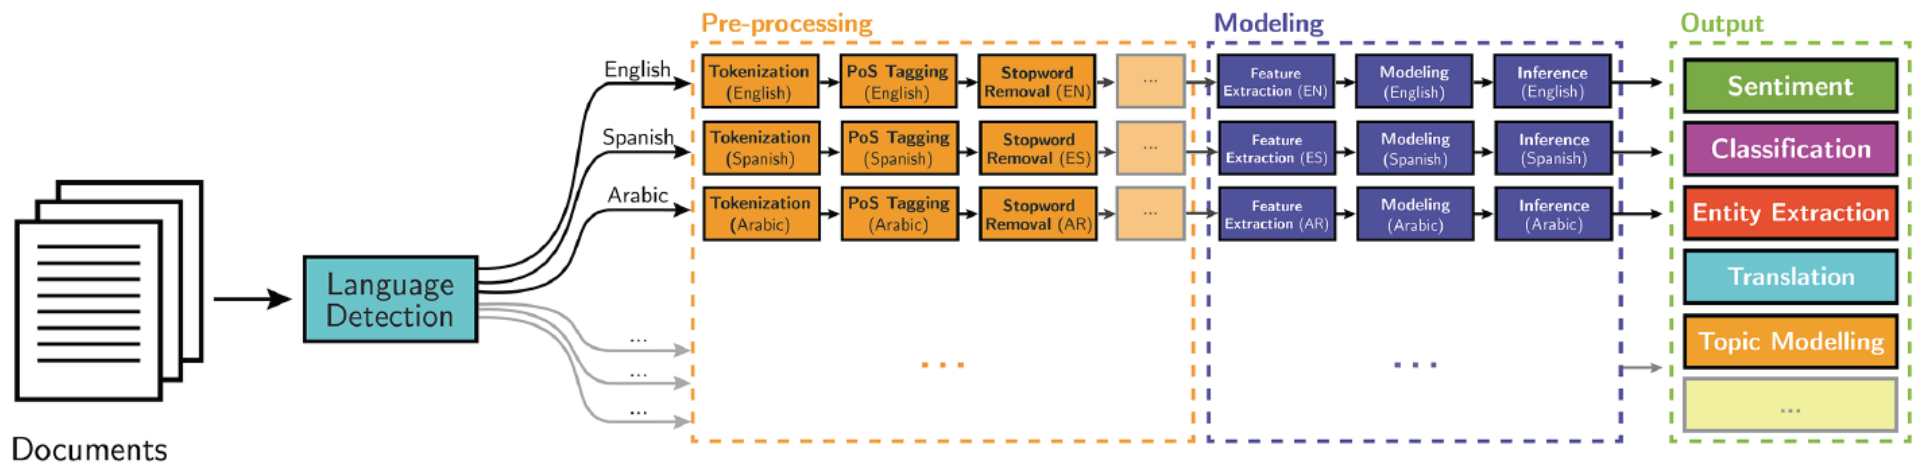 Pre-processing
Modeling
Output
English
Tokenization
(English)
PoS Tagging
(English)
Stopword
Removal (EN)
...
Feature
Extraction (EN)
Modeling
(English)
Inference
(English)
Sentiment
Spanish
Tokenization
(Spanish)
PoS Tagging
(Spanish)
Stopword
Removal (ES)
...
Feature
Extraction (ES)
Modeling
(Spanish)
Inference
(Spanish)
Classification
Arabic
Tokenization
(Arabic)
PoS Tagging
(Arabic)
Stopword
Removal (AR)
...
Feature
Extraction (AR)
Modeling
(Arabic)
Inference
(Arabic)
Entity Extraction
Language
Detection
Translation
...
...
...
...
...
Topic Modelling
...
Documents